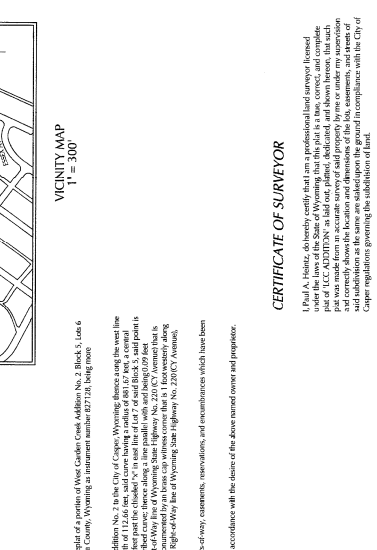 VICINITY MAP
1" = 300'
CERTIFICATE OF SURVEYOR
I, Paul A. Heintz, do hereby certify that I am a professional land surveyor licensed
under the laws of the State of Wyoming, that this plat is a true, correct, and complete
plat of 'LCC ADDITION' as laid out, platted, dedicated, and shown hereon, that such
plat was made from an accurate survey of said property by me or under my supervision
and correctly shows the location and dimensions of the lots, easements, and streets of
said subdivision as the same are staked upon the ground in compliance with the City of
Casper regulations governing the subdivision of land.
plat of a portion of West Garden Creek Addition No. 2 Block 5, Lots 6
County, Wyoming as instrument number 827128, being more
ddition No. 2 to the City of Casper, Wyoming; thence along the west line
th of 112.66 feet, said curve having a radius of 881.67 feet, a central
feet past the chiseled "x" in east line of Lot 7 of said Block 5, said point is
ribed curve; thence along a line parallel with and being 0.09 feet
t-of-Way line of Wyoming State Highway No. 220 (CY Avenue) that is
onumented by an brass cap witness corner that is 1 foot westerly along
Right-of-Way line of Wyoming State Highway No. 220 (CY Avenue),
s-of-way, easements, reservations, and encumbrances which have been
accordance with the desire of the above named owner and proprietor.